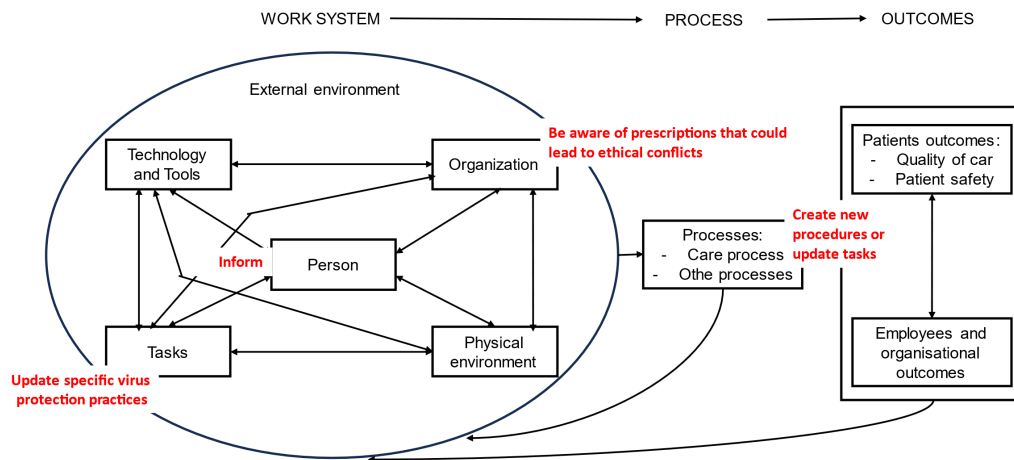 WORK SYSTEM
PROCESS
OUTCOMES
External environment
Technology
and Tools
Organization
Be aware of prescriptions that could
lead to ethical conflicts
Patients outcomes:
- Quality of car
- Patient safety
Inform
Person
Processes:
- Care process
- Othe processes
Create new
procedures or
update tasks
Tasks
Physical
environment
Employees and
organisational
outcomes
Update specific virus
protection practices